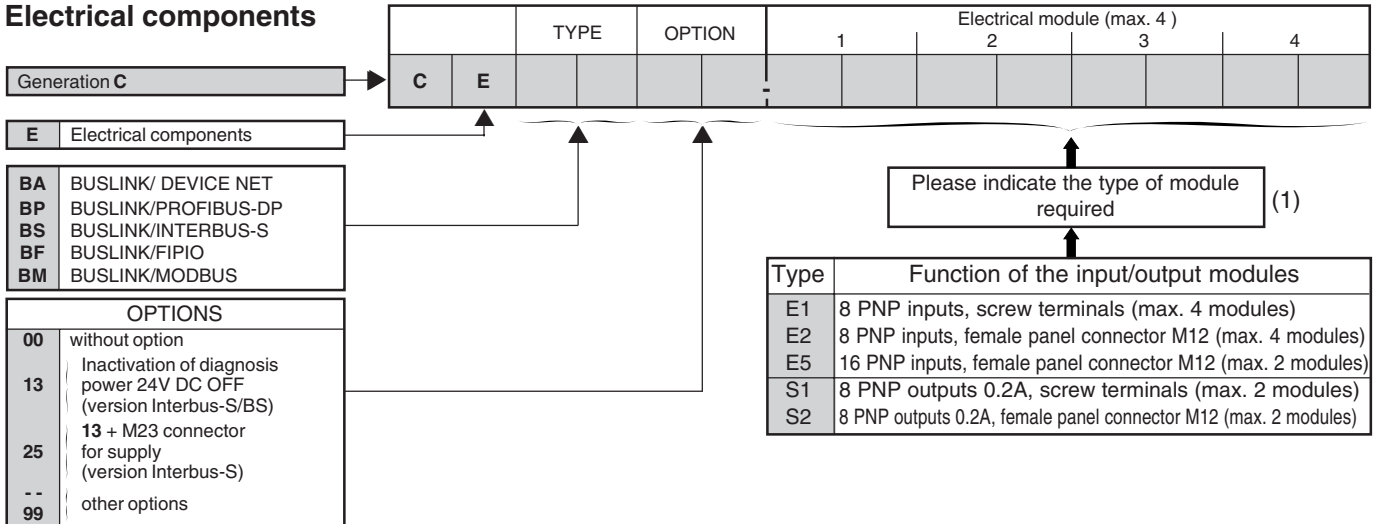 Electrical components
TYPE
OPTION
Electrical module (max. 4 )
1 2 3 4
Generation C
C E -
E Electrical components
BA BUSLINK/ DEVICE NET
BP BUSLINK/PROFIBUS-DP
BS BUSLINK/INTERBUS-S
BF BUSLINK/FIPIO
BM BUSLINK/MODBUS
Please indicate the type of module
required
(1)
OPTIONS
00 without option
13 Inactivation of diagnosis
power 24V DC OFF
(version Interbus-S/BS)
25 13 + M23 connector
for supply
(version Interbus-S)
- -
99 other options
Type Function of the input/output modules
E1 8 PNP inputs, screw terminals (max. 4 modules)
E2 8 PNP inputs, female panel connector M12 (max. 4 modules)
E5 16 PNP inputs, female panel connector M12 (max. 2 modules)
S1 8 PNP outputs 0.2A, screw terminals (max. 2 modules)
S2 8 PNP outputs 0.2A, female panel connector M12 (max. 2 modules)